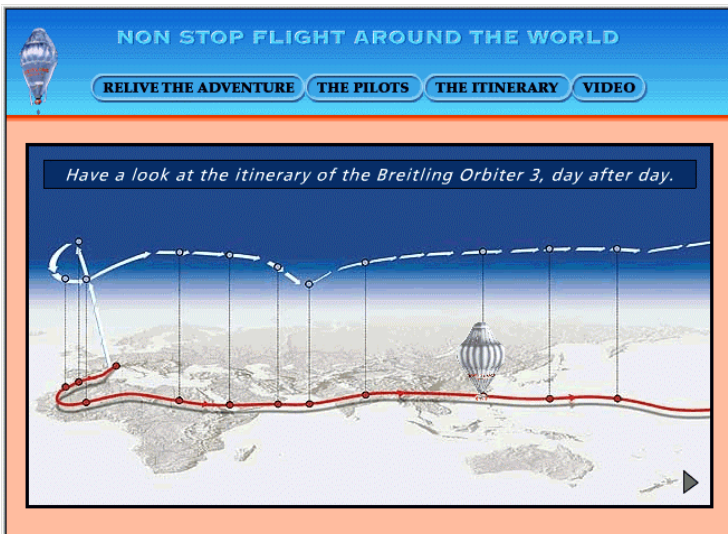 NON STOP FLIGHT AROUND THE WORLD
RELIVE THE ADVENTURE THE PILOTS THE ITINERARY VIDEO
Have a look at the itinerary of the Breitling Orbiter 3, day after day.